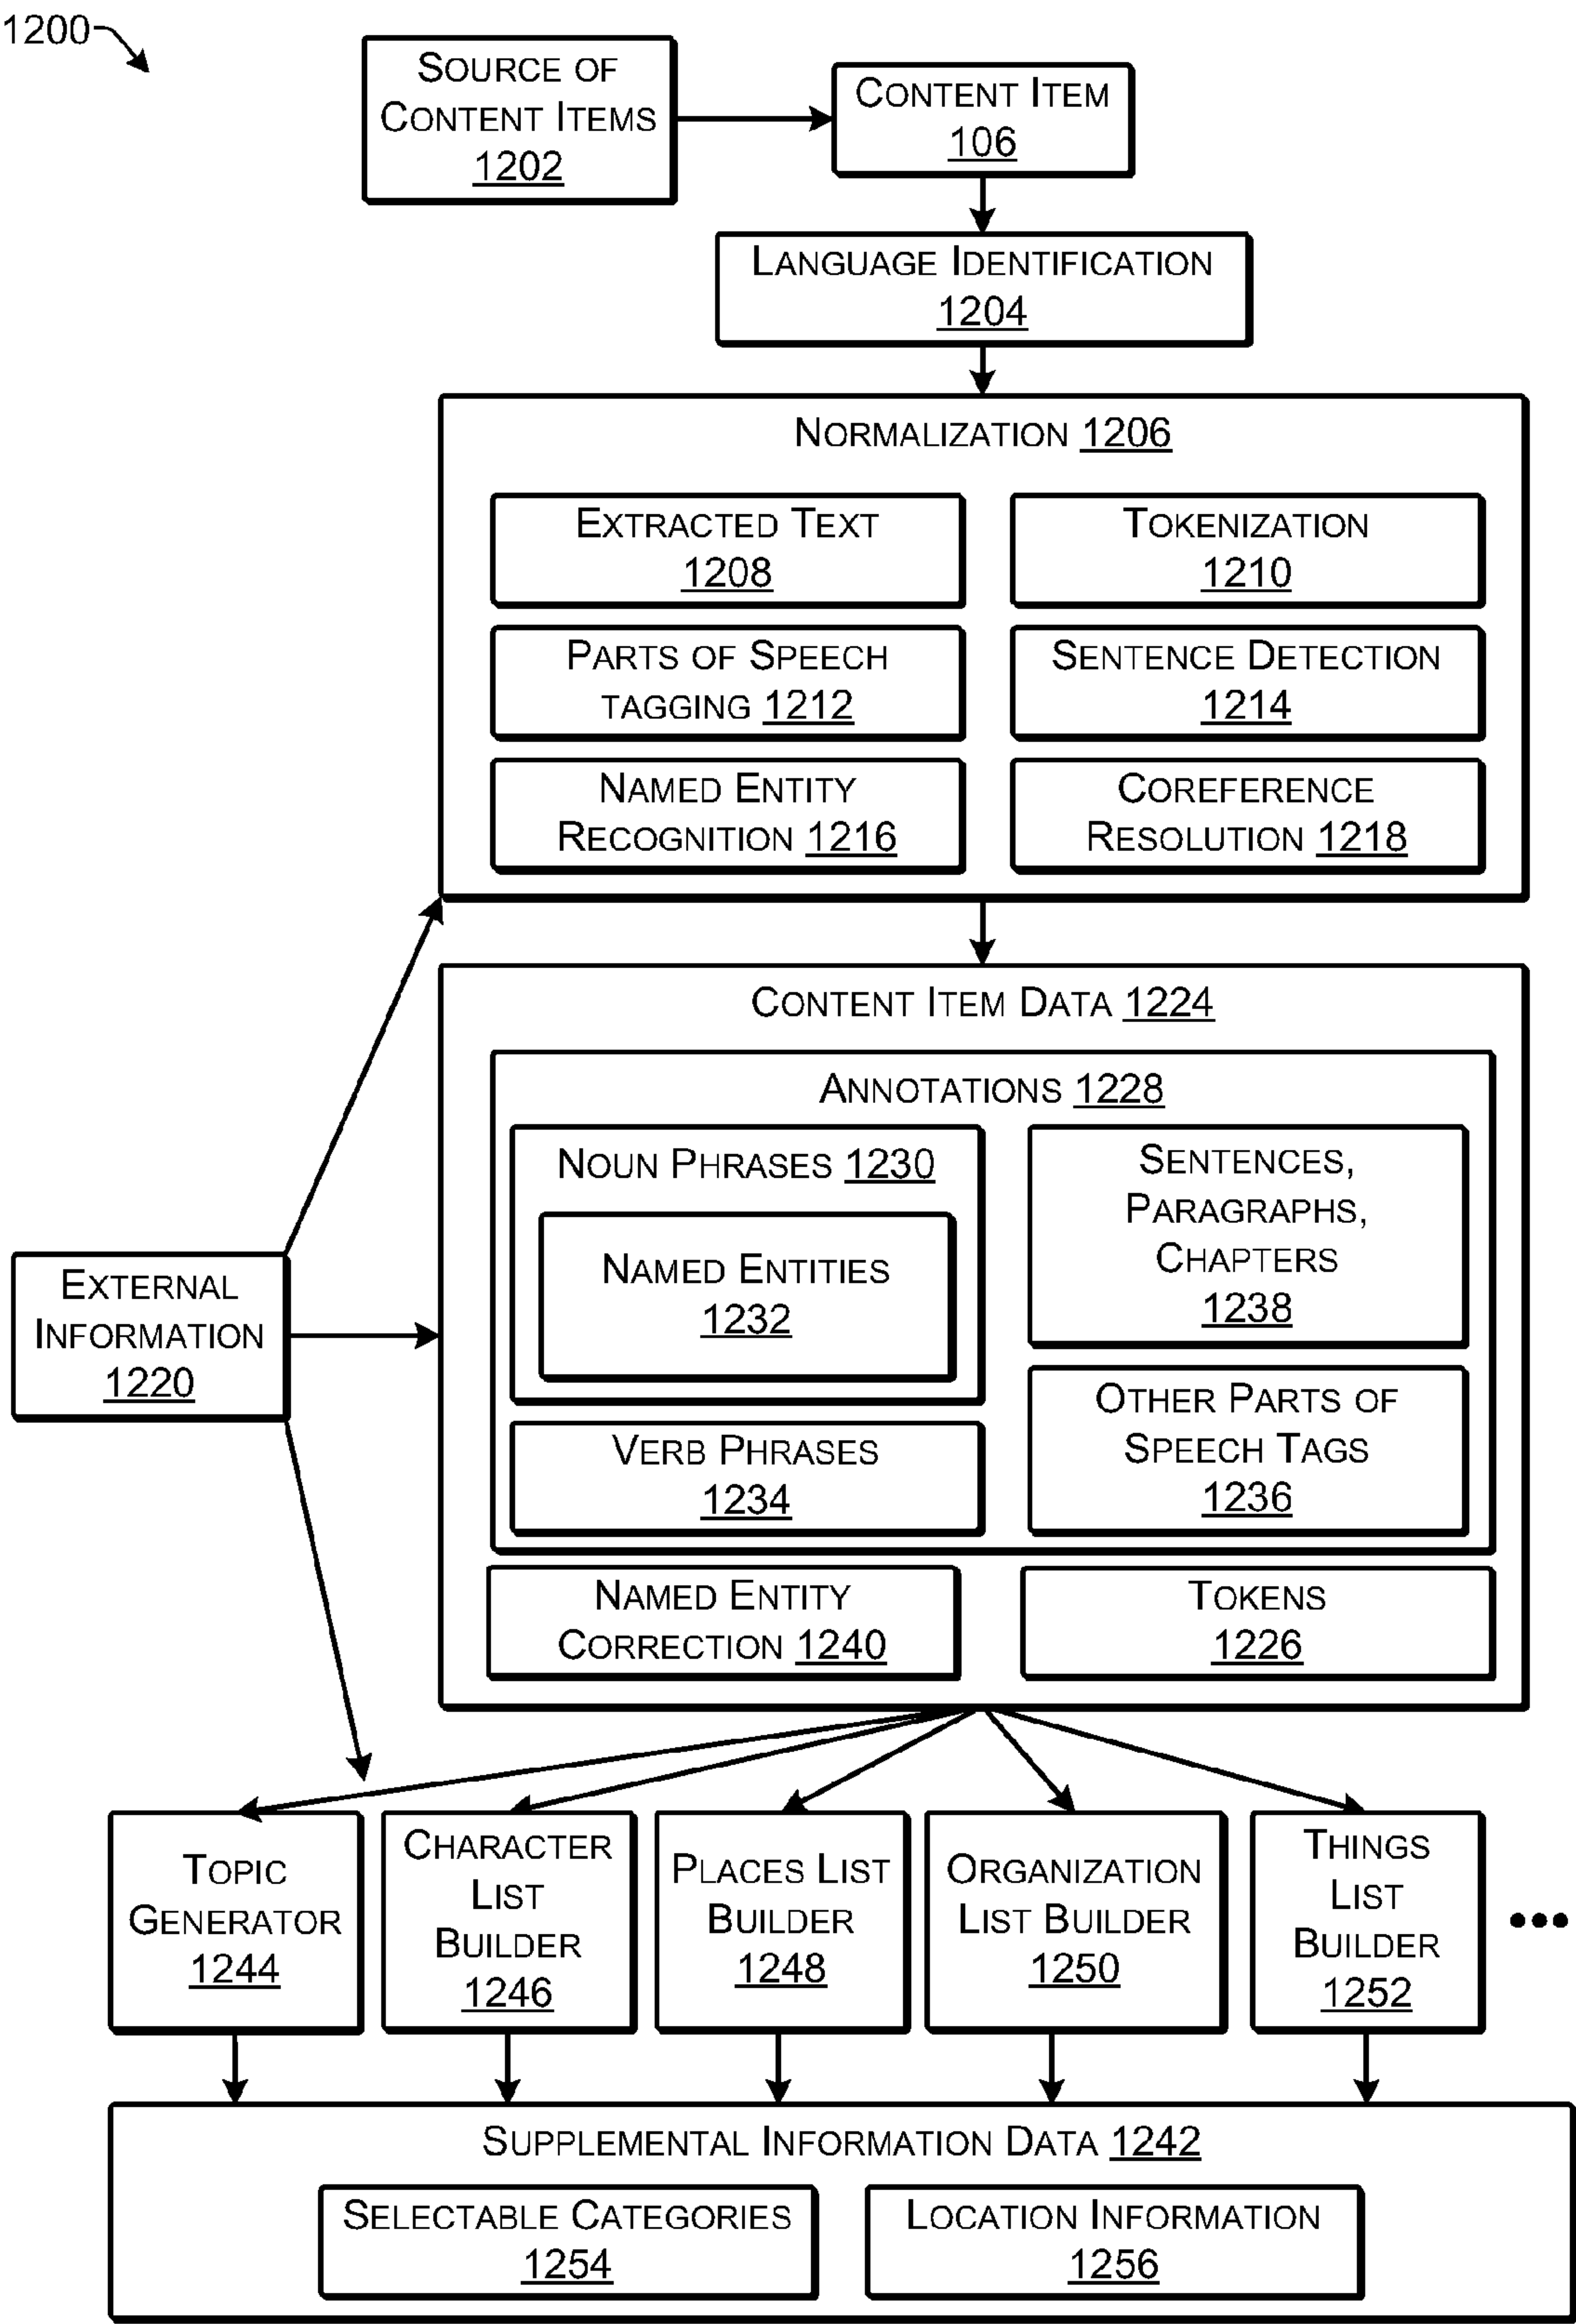 1200
SOURCE OF
CONTENT ITEMS
1202
CONTENT ITEM
106
LANGUAGE IDENTIFICATION
1204
NORMALIZATION 1206
EXTRACTED TEXT
1208
TOKENIZATION
1210
PARTS OF SPEECH
TAGGING 1212
SENTENCE DETECTION
1214
NAMED ENTITY
RECOGNITION 1216
COREFERENCE
RESOLUTION 1218
CONTENT ITEM DATA 1224
ANNOTATIONS 1228
NOUN PHRASES 1230
NAMED ENTITIES
1232
SENTENCES,
PARAGRAPHS,
CHAPTERS
1238
EXTERNAL
INFORMATION
1220
VERB PHRASES
1234
OTHER PARTS OF
SPEECH TAGS
1236
NAMED ENTITY
CORRECTION 1240
TOKENS
1226
TOPIC
GENERATOR
1244
CHARACTER
LIST
BUILDER
1246
PLACES LIST
BUILDER
1248
ORGANIZATION
LIST BUILDER
1250
THINGS
LIST
BUILDER
1252
•••
SUPPLEMENTAL INFORMATION DATA 1242
SELECTABLE CATEGORIES
1254
LOCATION INFORMATION
1256